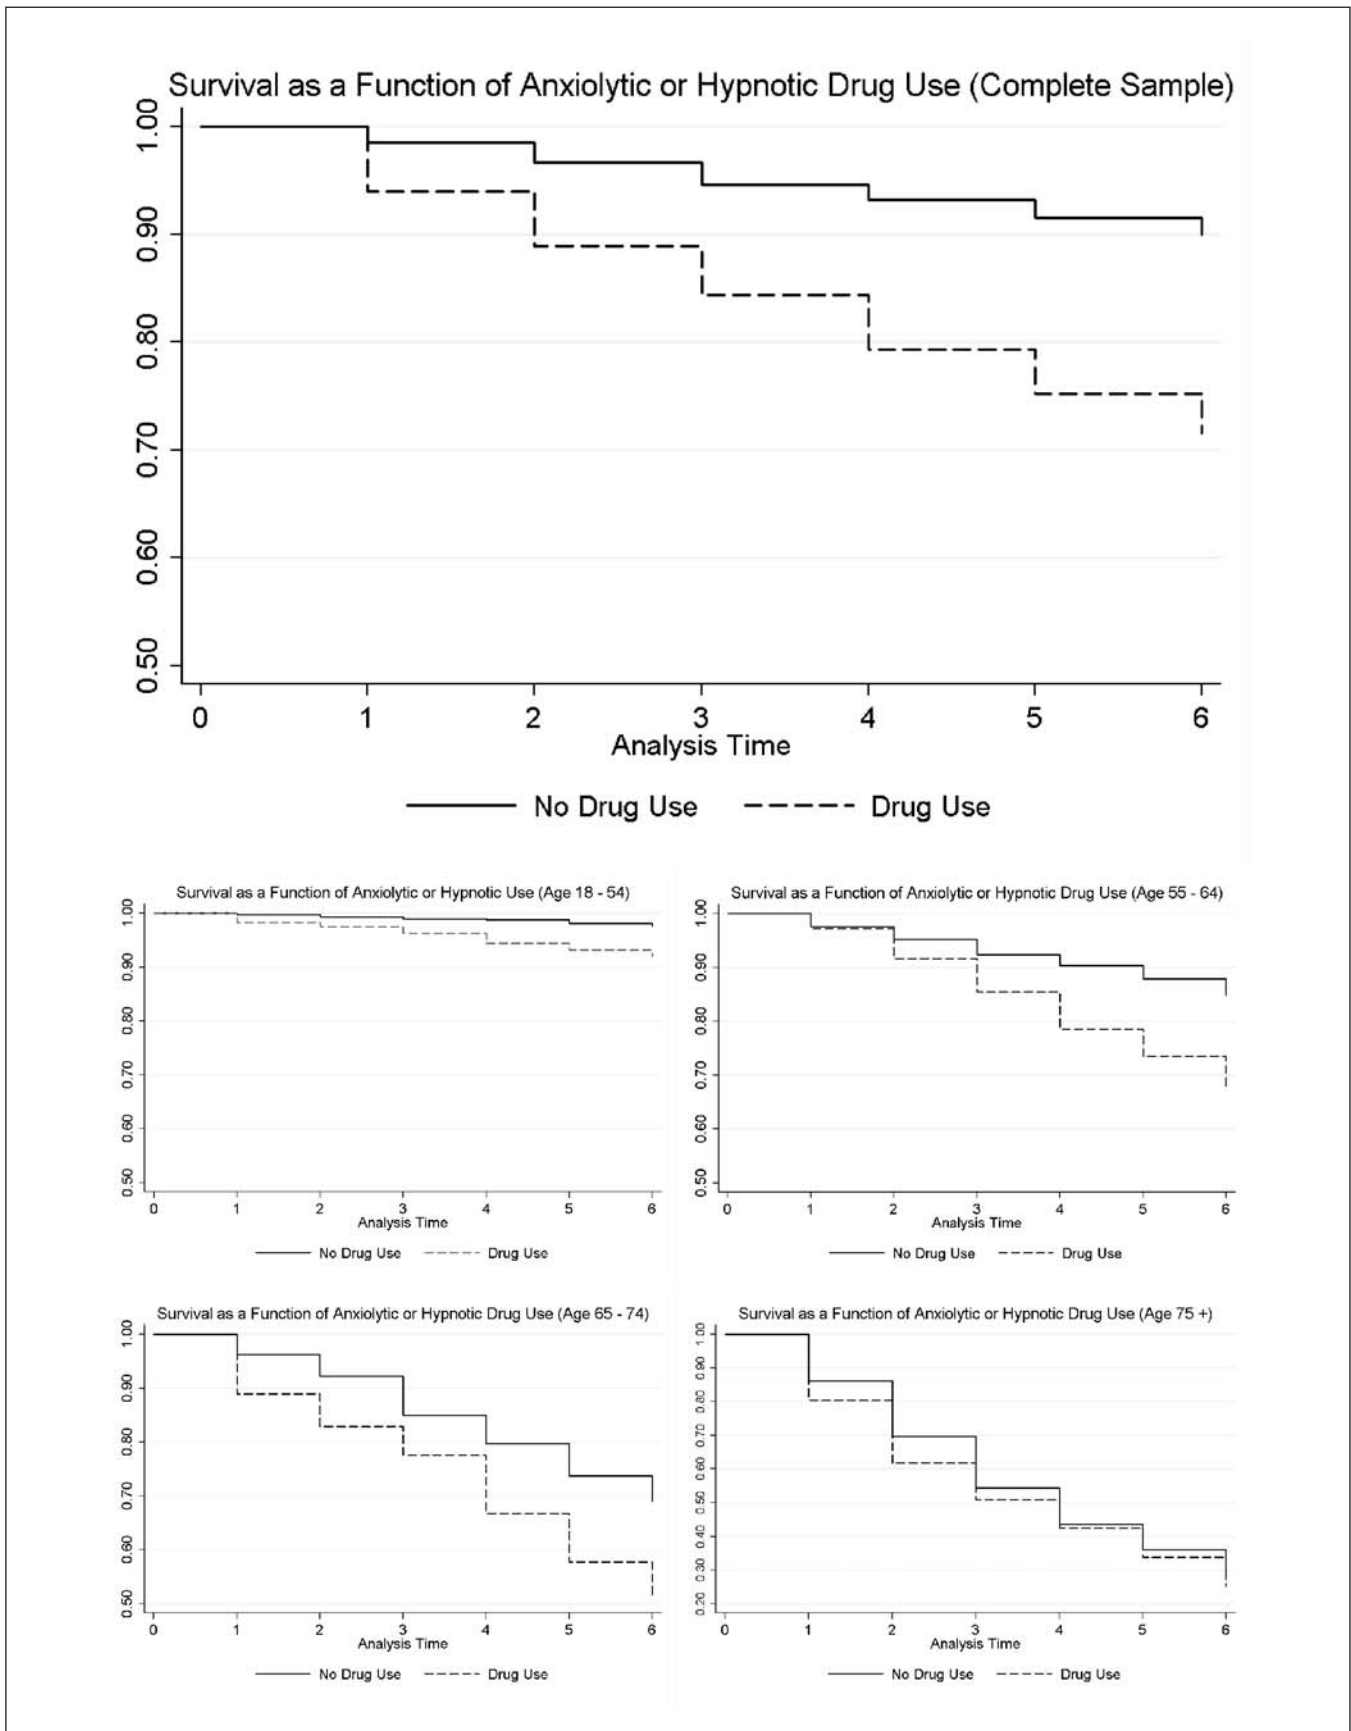 Survival as a Function of Anxiolytic or Hypnotic Drug Use (Complete Sample)
1.00
0.90
0.80
0.70
0.60
0.50
0 1 2 3 4 5 6
Analysis Time
No Drug Use Drug Use
Survival as a Function of Anxiolytic or Hypnotic Use (Age 18 - 54)
1.00
0.90
0.80
0.70
0.60
0.50
0 1 2 3 4 5 6
Analysis Time
No Drug Use Drug Use
Survival as a Function of Anxiolytic or Hypnotic Drug Use (Age 55 - 64)
1.00
0.90
0.80
0.70
0.60
0.50
0 1 2 3 4 5 6
Analysis Time
No Drug Use Drug Use
Survival as a Function of Anxiolytic or Hypnotic Drug Use (Age 65 - 74)
1.00
0.90
0.80
0.70
0.60
0.50
0 1 2 3 4 5 6
Analysis Time
No Drug Use Drug Use
Survival as a Function of Anxiolytic or Hypnotic Drug Use (Age 75 +)
1.00
0.90
0.80
0.70
0.60
0.50
0.40
0.30
0.20
0 1 2 3 4 5 6
Analysis Time
No Drug Use Drug Use